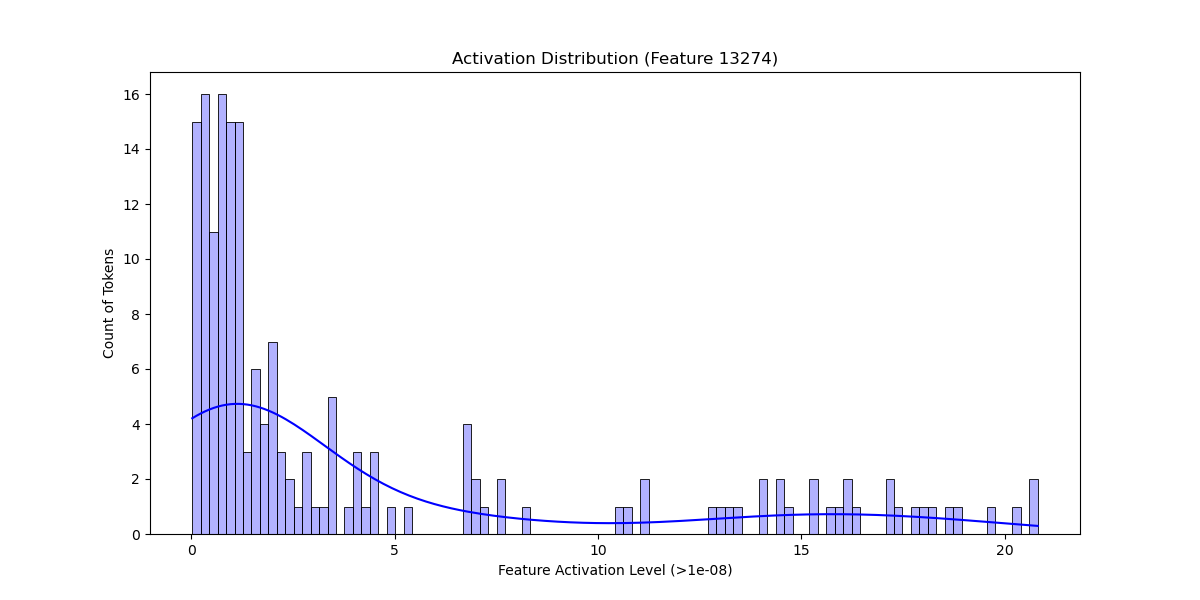 Activation Distribution (Feature 13274)
16
14
12
10
8
6
4
2
0
Count of Tokens
0 5 10 15 20
Feature Activation Level (>1e-08)